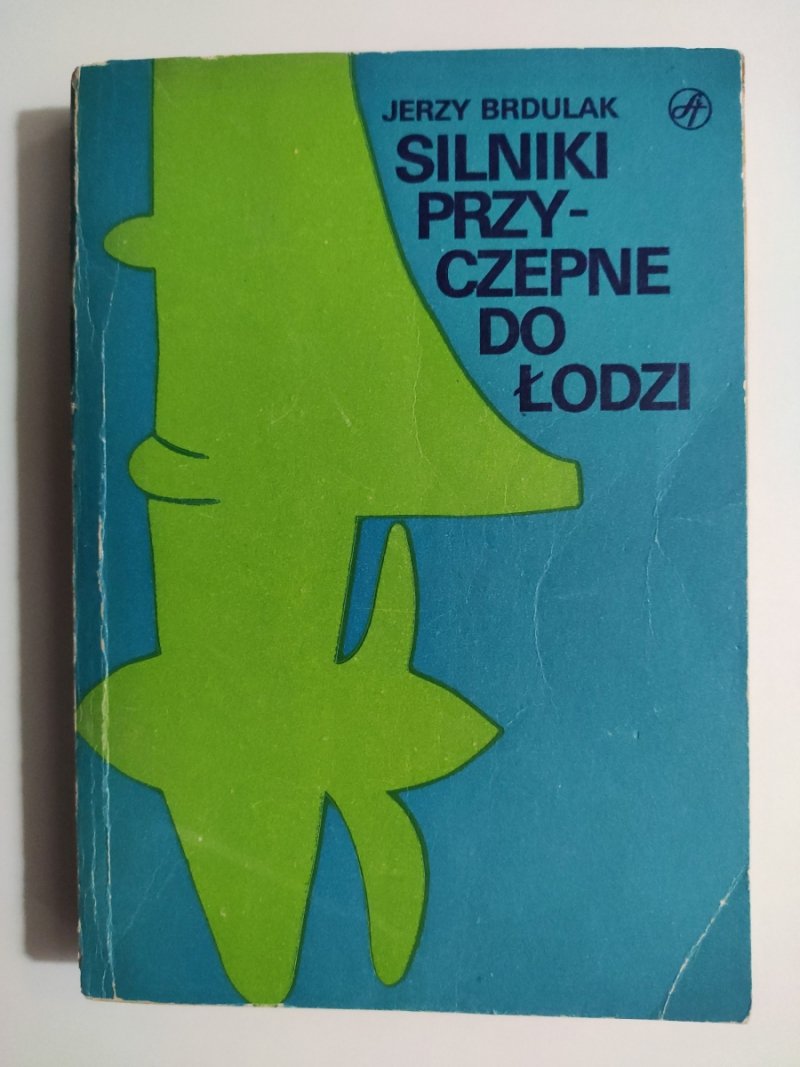 JERZY BRDULAK
SILNIKI
PRZY-
CZEPNE
DO
ŁODZI